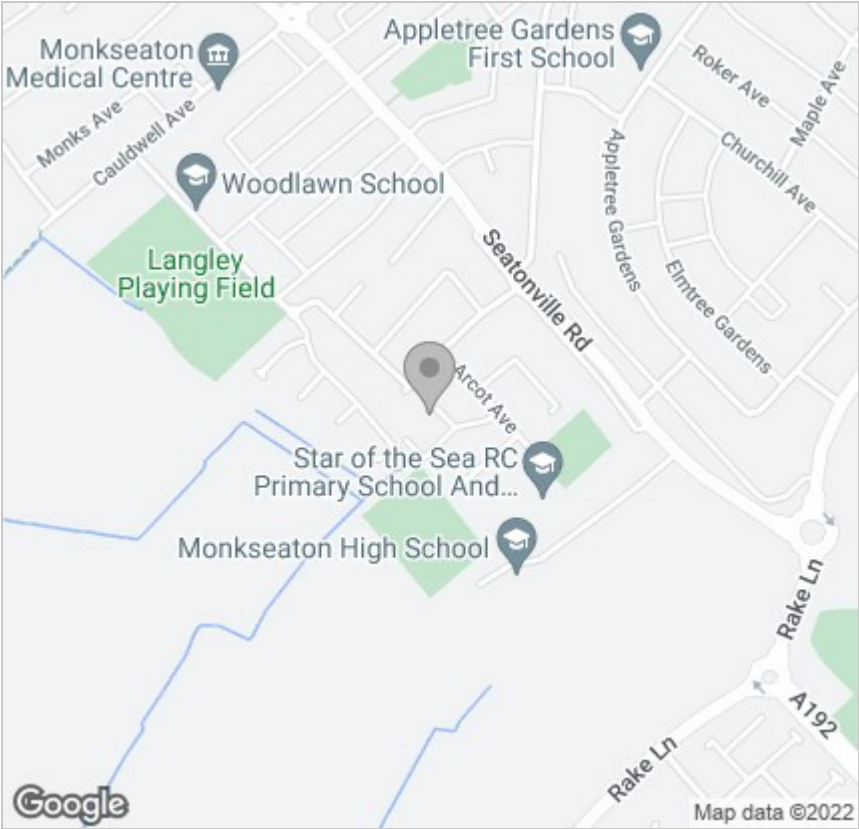 Monkseaton
Medical Centre
Appletree Gardens
First School
Roker Ave
Maple Ave
Monks Ave
Cauldwell Ave
Churchill Ave
Woodlawn School
Appletree Gardens
Langley
Playing Field
Seatonville Rd
Elmtree Gardens
Arcot Ave
Star of the Sea RC
Primary School And...
Monkseaton High School
Rake Ln
A192
Rake Ln
Google
Map data ©2022